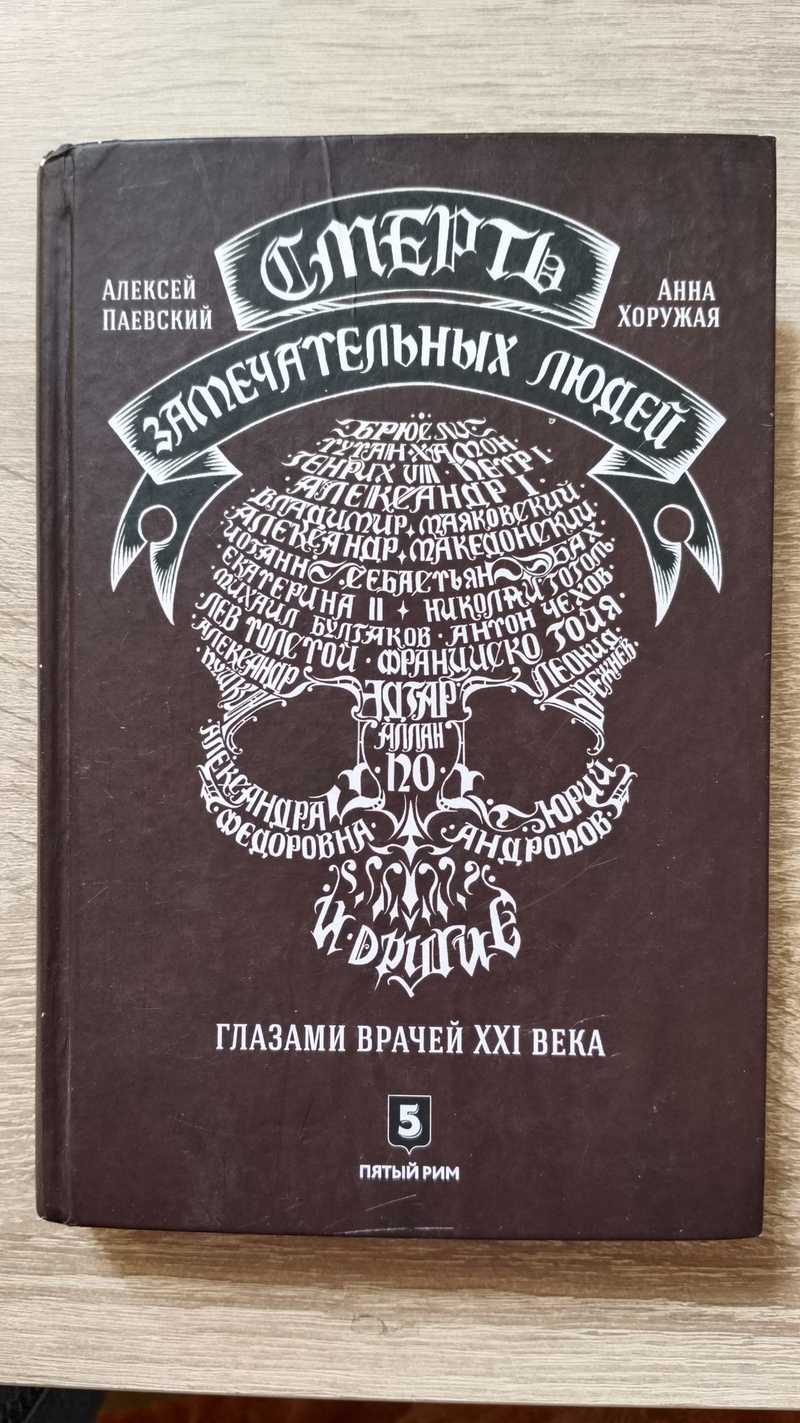 СМЕРТЬ
АЛЕКСЕЙ
ПАЕВСКИЙ
АННА
ХОРУЖАЯ
ЗАМЕЧАТЕЛЬНЫХ ЛЮДЕЙ
БРЮС ЛИ
ТУТАНХАМОН
ГЕНРИХ VIII · ПЕТР I
АЛЕКСАНДР I
ВЛАДИМИР МАЯКОВСКИЙ
АЛЕКСАНДР МАКЕДОНСКИЙ
ИОГАНН СЕБАСТЬЯН БАХ
ЕКАТЕРИНА II НИКОЛАЙ ГОГОЛЬ
МИХАИЛ БУЛГАКОВ · АНТОН ЧЕХОВ
ЛЕВ ТОЛСТОЙ · ФРАНЦИСКО ГОЙЯ
АЛЕКСАНДР
ПУШКИН
ЛЕОНИД
БРЕЖНЕВ
ЭДГАР
АЛЛАН
ПО
АЛЕКСАНДРА
ФЕДОРОВНА
ЮРИЙ
АНДРОПОВ
И ДРУГИЕ
ГЛАЗАМИ ВРАЧЕЙ XXI ВЕКА
5
ПЯТЫЙ РИМ